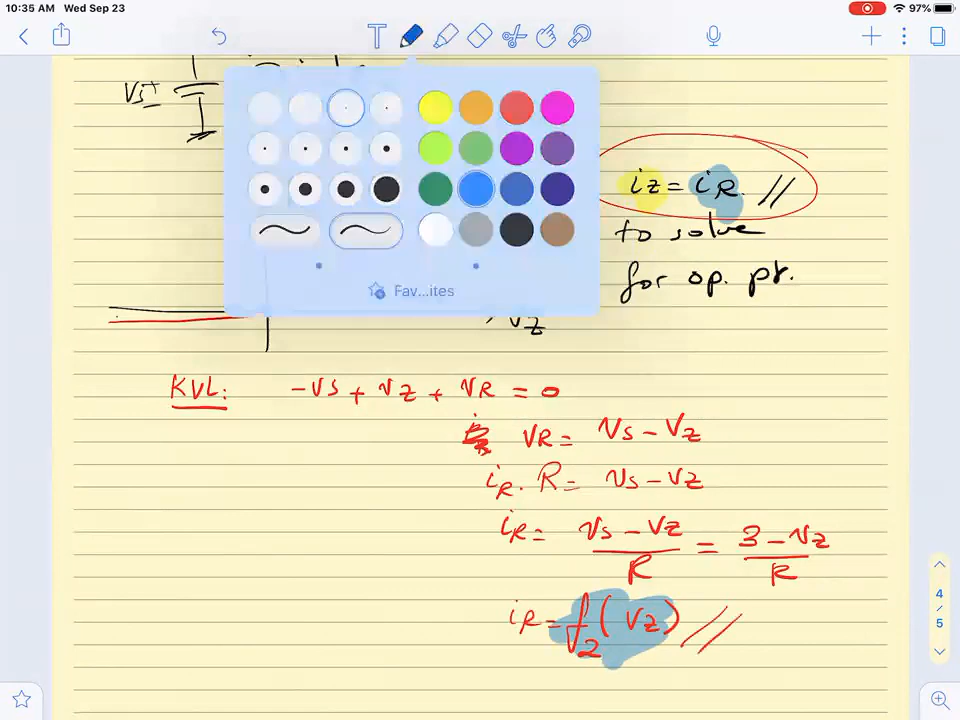 10:35 AM Wed Sep 23
97%
T
Vs
iz = iR //
to solve
for op. pt.
Fav...ites
Vz
KVL: -Vs + Vz + VR = 0
VR = Vs - Vz
iR . R = Vs - Vz
iR = Vs - Vz / R = 3 - Vz / R
iR = f2 (Vz) //
4
/
5